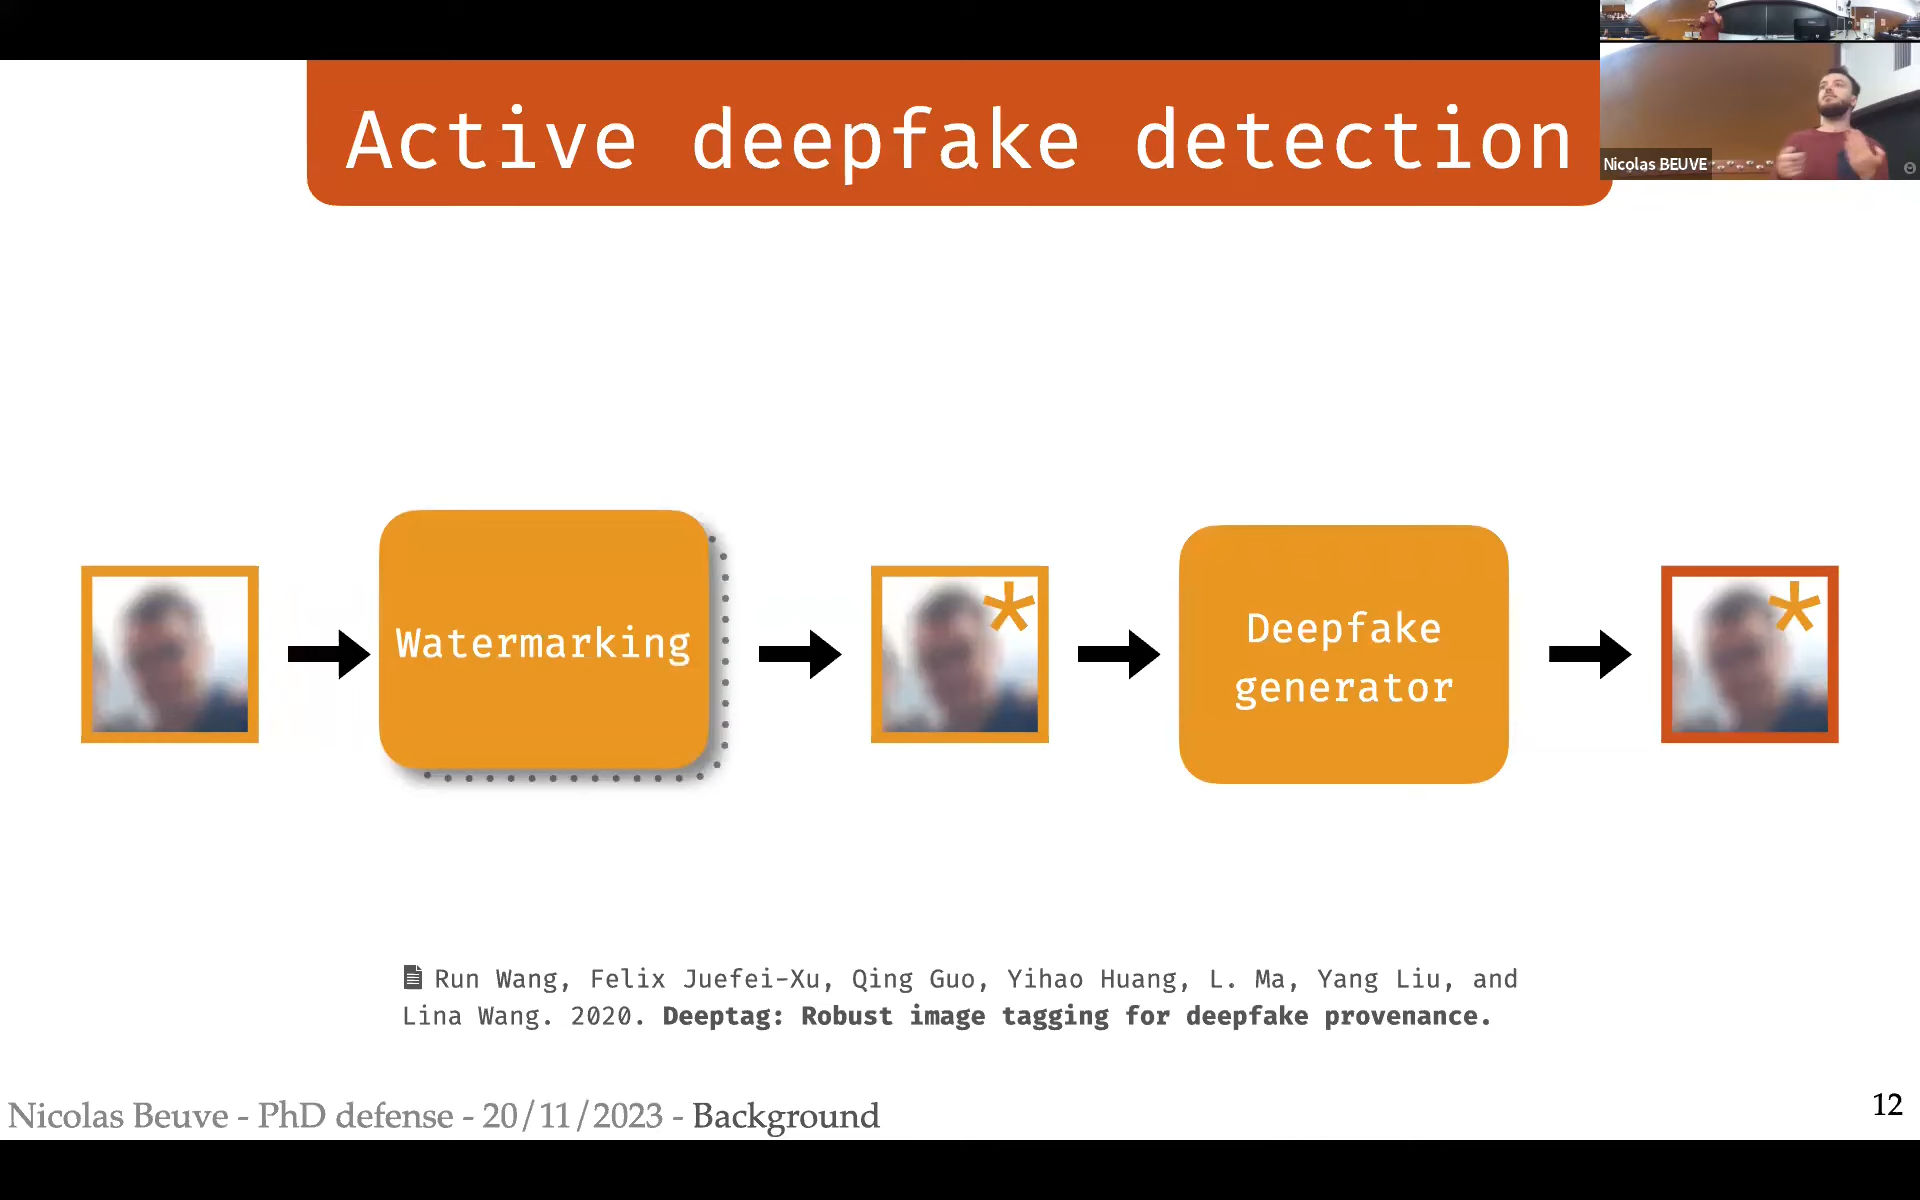 Active deepfake detection
Nicolas BEUVE
Watermarking
*
Deepfake
generator
*
Run Wang, Felix Juefei-Xu, Qing Guo, Yihao Huang, L. Ma, Yang Liu, and
Lina Wang. 2020. Deeptag: Robust image tagging for deepfake provenance.
Nicolas Beuve - PhD defense - 20/11/2023 - Background
12